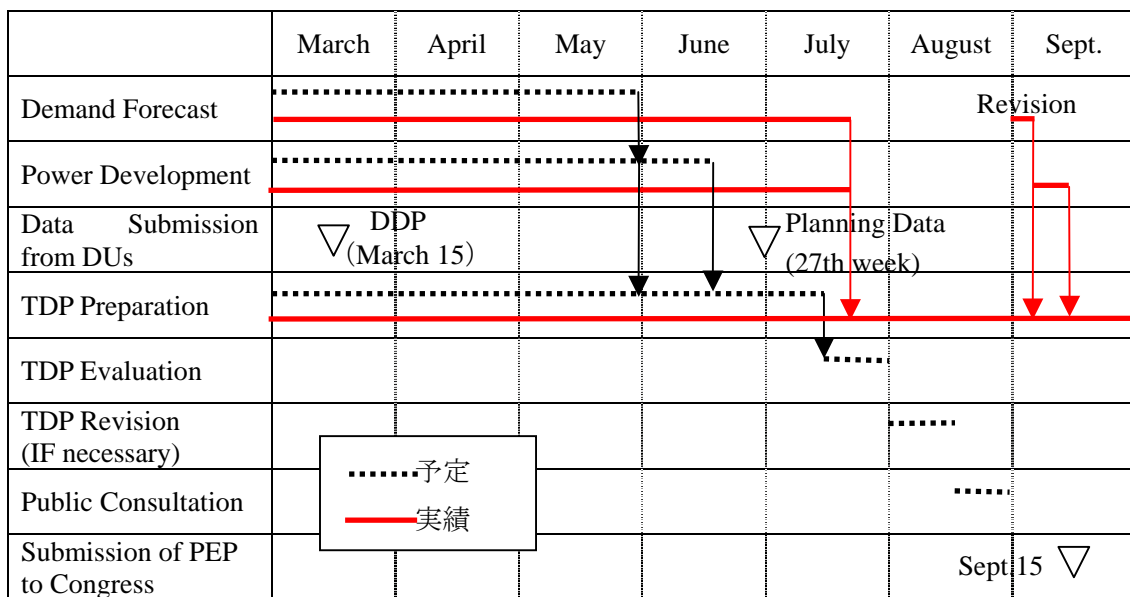 March April May June July August Sept.
Demand Forecast
Revision
Power Development
Data Submission
from DUs
DDP
(March 15)
Planning Data
(27th week)
TDP Preparation
TDP Evaluation
TDP Revision
(IF necessary)
予定
実績
Public Consultation
Submission of PEP
to Congress
Sept.15